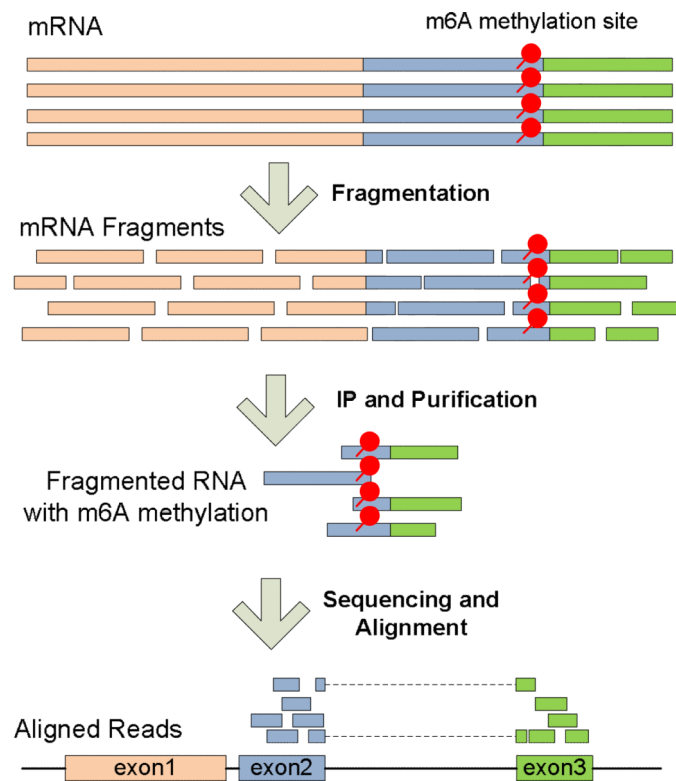 mRNA
m6A methylation site
Fragmentation
mRNA Fragments
IP and Purification
Fragmented RNA
with m6A methylation
Sequencing and
Alignment
Aligned Reads
exon1
exon2
exon3